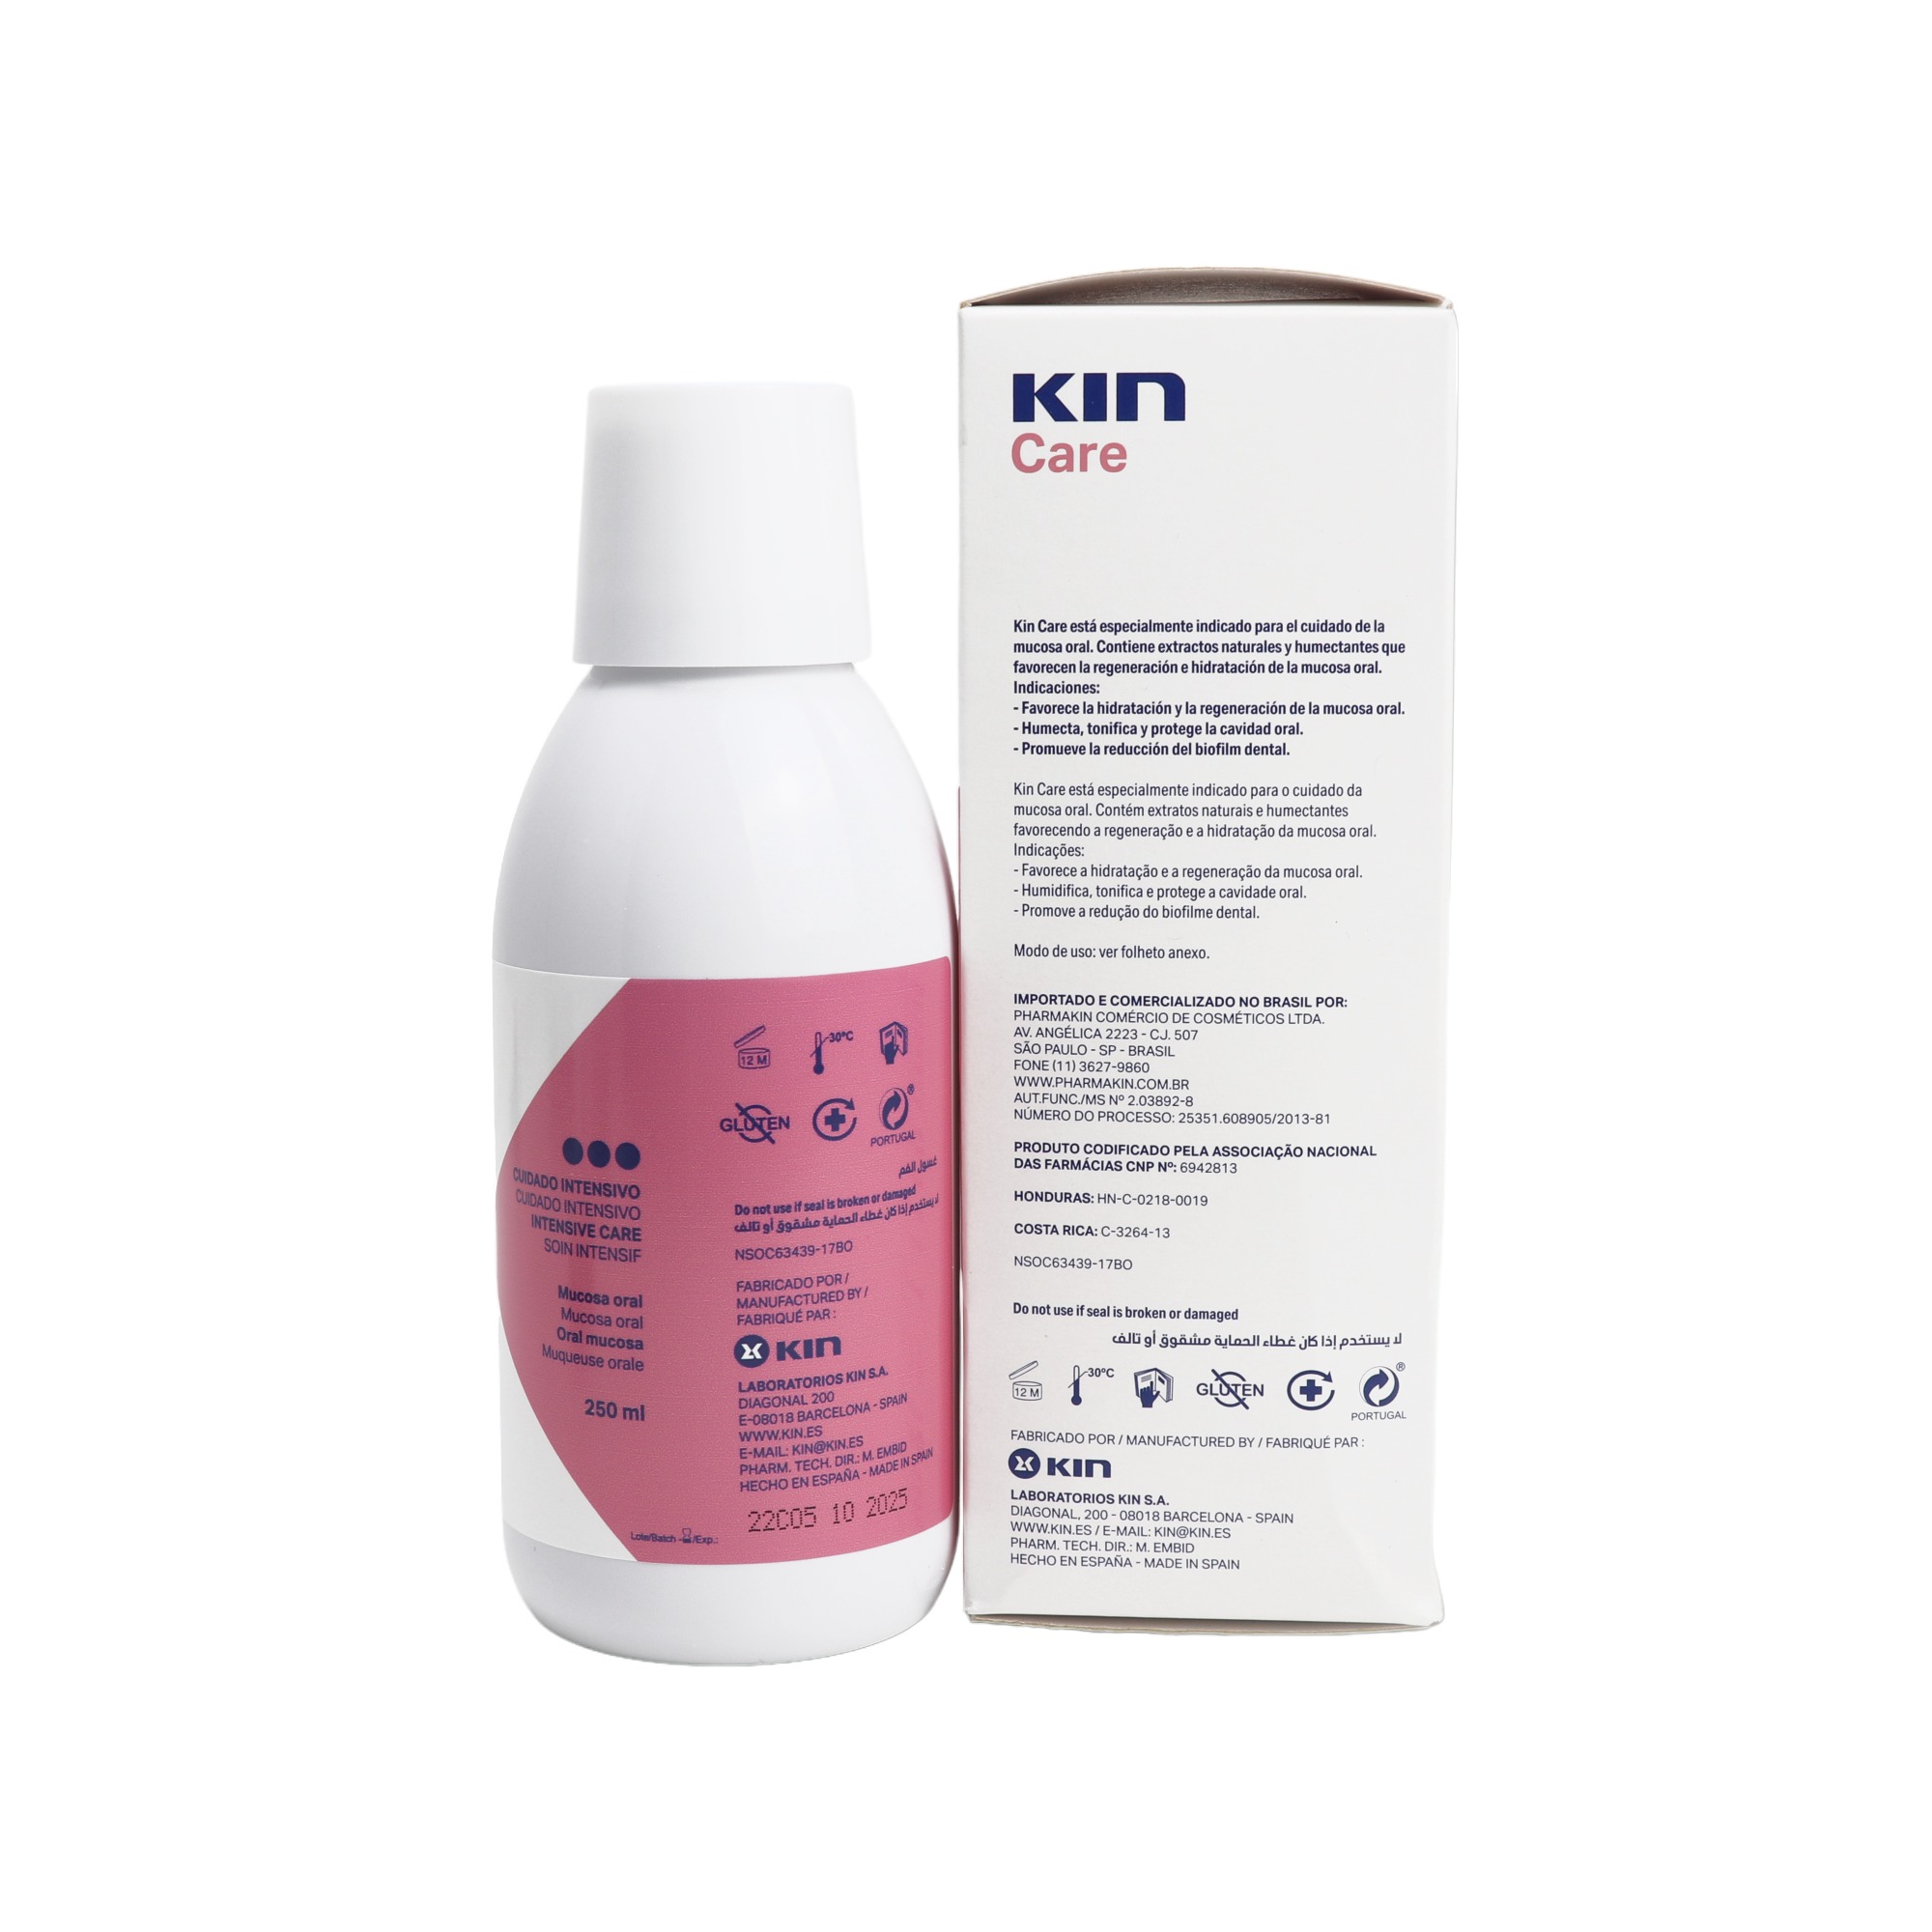 12 M
30ºC
GLUTEN
PORTUGAL
®
غسول الفم
CUIDADO INTENSIVO
CUIDADO INTENSIVO
INTENSIVE CARE
SOIN INTENSIF
Mucosa oral
Mucosa oral
Oral mucosa
Muqueuse orale
250 ml
Do not use if seal is broken or damaged
لا يستخدم إذا كان غطاء الحماية مشقوق أو تالف
NSOC63439-17BO
FABRICADO POR /
MANUFACTURED BY /
FABRIQUÉ PAR :
KIN
LABORATORIOS KIN S.A.
DIAGONAL 200
E-08018 BARCELONA - SPAIN
WWW.KIN.ES
E-MAIL: KIN@KIN.ES
PHARM. TECH. DIR.: M. EMBID
HECHO EN ESPAÑA - MADE IN SPAIN
22C05 10 2025
Lote/Batch - /Exp.:
KIN
Care
Kin Care está especialmente indicado para el cuidado de la
mucosa oral. Contiene extractos naturales y humectantes que
favorecen la regeneración e hidratación de la mucosa oral.
Indicaciones:
- Favorece la hidratación y la regeneración de la mucosa oral.
- Humecta, tonifica y protege la cavidad oral.
- Promueve la reducción del biofilm dental.
Kin Care está especialmente indicado para o cuidado da
mucosa oral. Contém extratos naturais e humectantes
favorecendo a regeneração e a hidratação da mucosa oral.
Indicações:
- Favorece a hidratação e a regeneração da mucosa oral.
- Humidifica, tonifica e protege a cavidade oral.
- Promove a redução do biofilme dental.
Modo de uso: ver folheto anexo.
IMPORTADO E COMERCIALIZADO NO BRASIL POR:
PHARMAKIN COMÉRCIO DE COSMÉTICOS LTDA.
AV. ANGÉLICA 2223 - CJ. 507
SÃO PAULO - SP - BRASIL
FONE (11) 3627-9860
WWW.PHARMAKIN.COM.BR
AUT.FUNC./MS Nº 2.03892-8
NÚMERO DO PROCESSO: 25351.608905/2013-81
PRODUTO CODIFICADO PELA ASSOCIAÇÃO NACIONAL
DAS FARMÁCIAS CNP Nº: 6942813
HONDURAS: HN-C-0218-0019
COSTA RICA: C-3264-13
NSOC63439-17BO
Do not use if seal is broken or damaged
لا يستخدم إذا كان غطاء الحماية مشقوق أو تالف
12 M
30ºC
GLUTEN
®
PORTUGAL
FABRICADO POR / MANUFACTURED BY / FABRIQUÉ PAR :
KIN
LABORATORIOS KIN S.A.
DIAGONAL, 200 - 08018 BARCELONA - SPAIN
WWW.KIN.ES / E-MAIL: KIN@KIN.ES
PHARM. TECH. DIR.: M. EMBID
HECHO EN ESPAÑA - MADE IN SPAIN